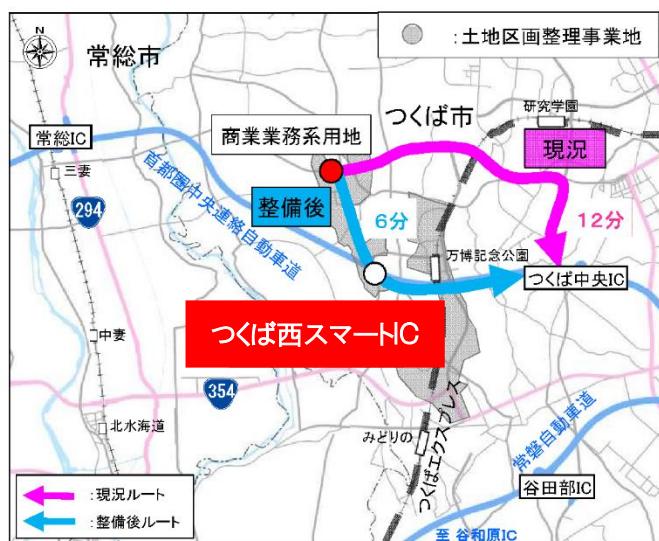 N
常総市
:土地区画整理事業地
研究学園
つくば市
商業業務系用地
現況
常総IC
三妻
首都圏中央連絡自動車道
整備後
294
6分
12分
万博記念公園
つくば中央IC
つくば西スマートIC
中妻
354
つくばエクスプレス
常磐自動車道
北水海道
みどりの
谷田部IC
:現況ルート
:整備後ルート
至 谷和原IC